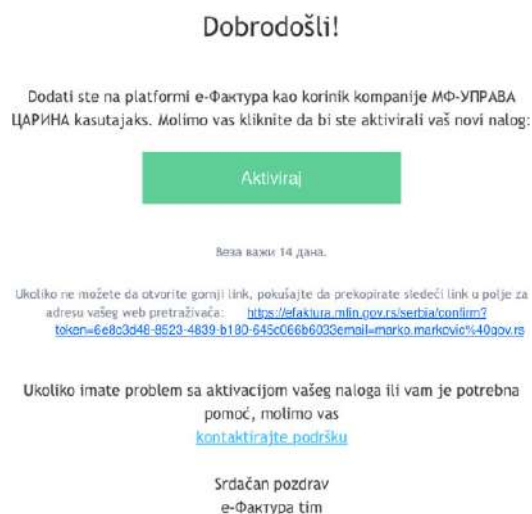 Dobrodošli!
Dodati ste na platformi е-Фактура kao korinik kompanije МФ-УПРАВА
ЦАРИНА kasutajaks. Molimo vas kliknite da bi ste aktivirali vaš novi nalog:
Aktiviraj
Веза важи 14 дана.
Ukoliko ne možete da otvorite gornji link, pokušajte da prekopirate sledeći link u polje za
adresu vašeg web pretraživača: https://efaktura.mfin.gov.rs/serbia/confirm?
token=6e8c3d48-8523-4839-b180-645c066b6033email=marko.markovic%40gov.rs
Ukoliko imate problem sa aktivacijom vašeg naloga ili vam je potrebna
pomoć, molimo vas
kontaktirajte podršku
Srdačan pozdrav
е-Фактура tim